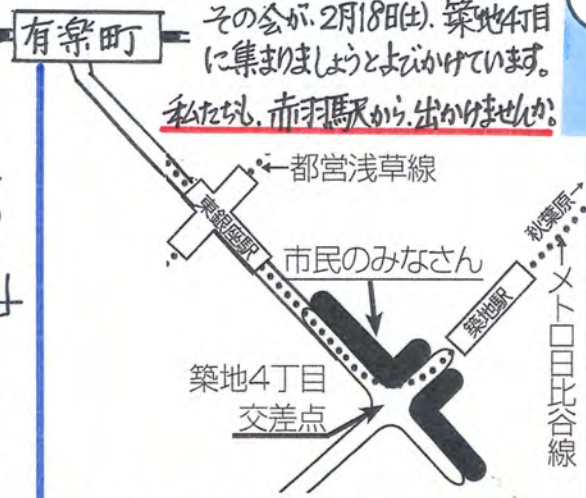 有楽町
その会が、2月18日(土)、築地4丁目
に集まりましょうとよびかけています。
私たちも、赤羽駅から、出かけませんか。
←都営浅草線
東銀座駅
市民のみなさん
秋葉原→
築地駅
メトロ日比谷線
築地4丁目
交差点